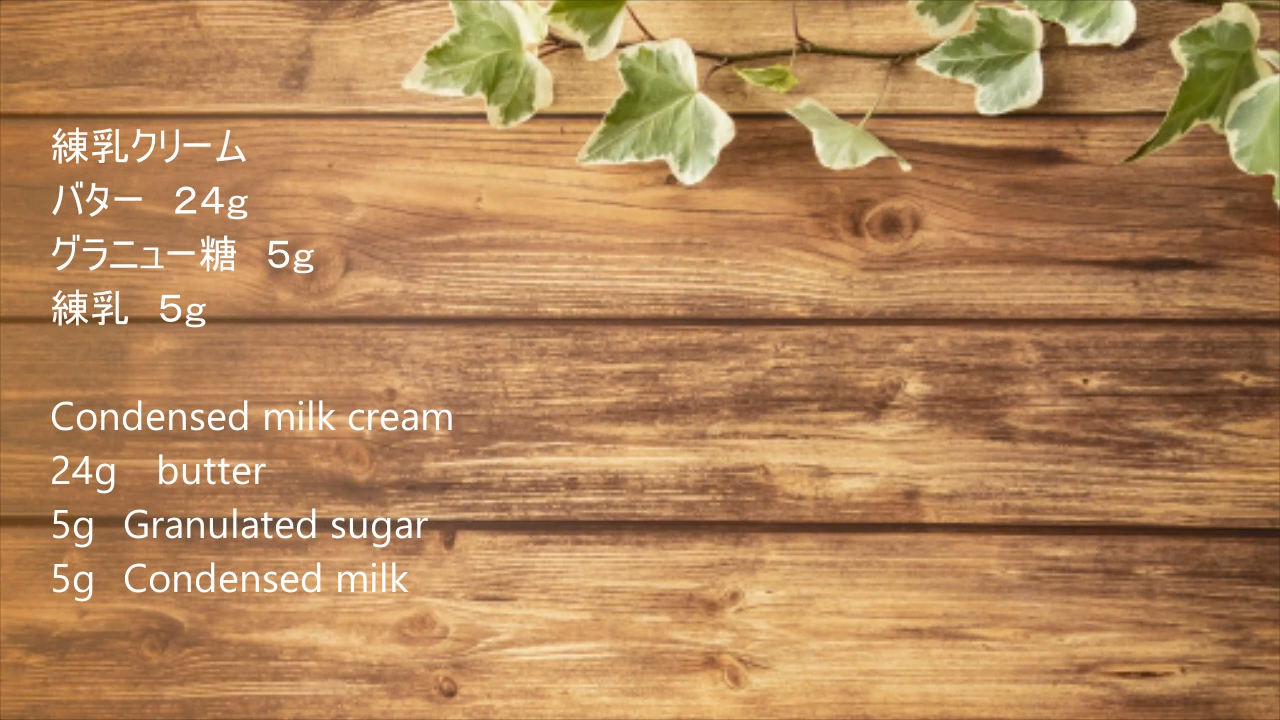 練乳クリーム
バター　24g
グラニュー糖　5g
練乳　5g
Condensed milk cream
24g　butter
5g　Granulated sugar
5g　Condensed milk